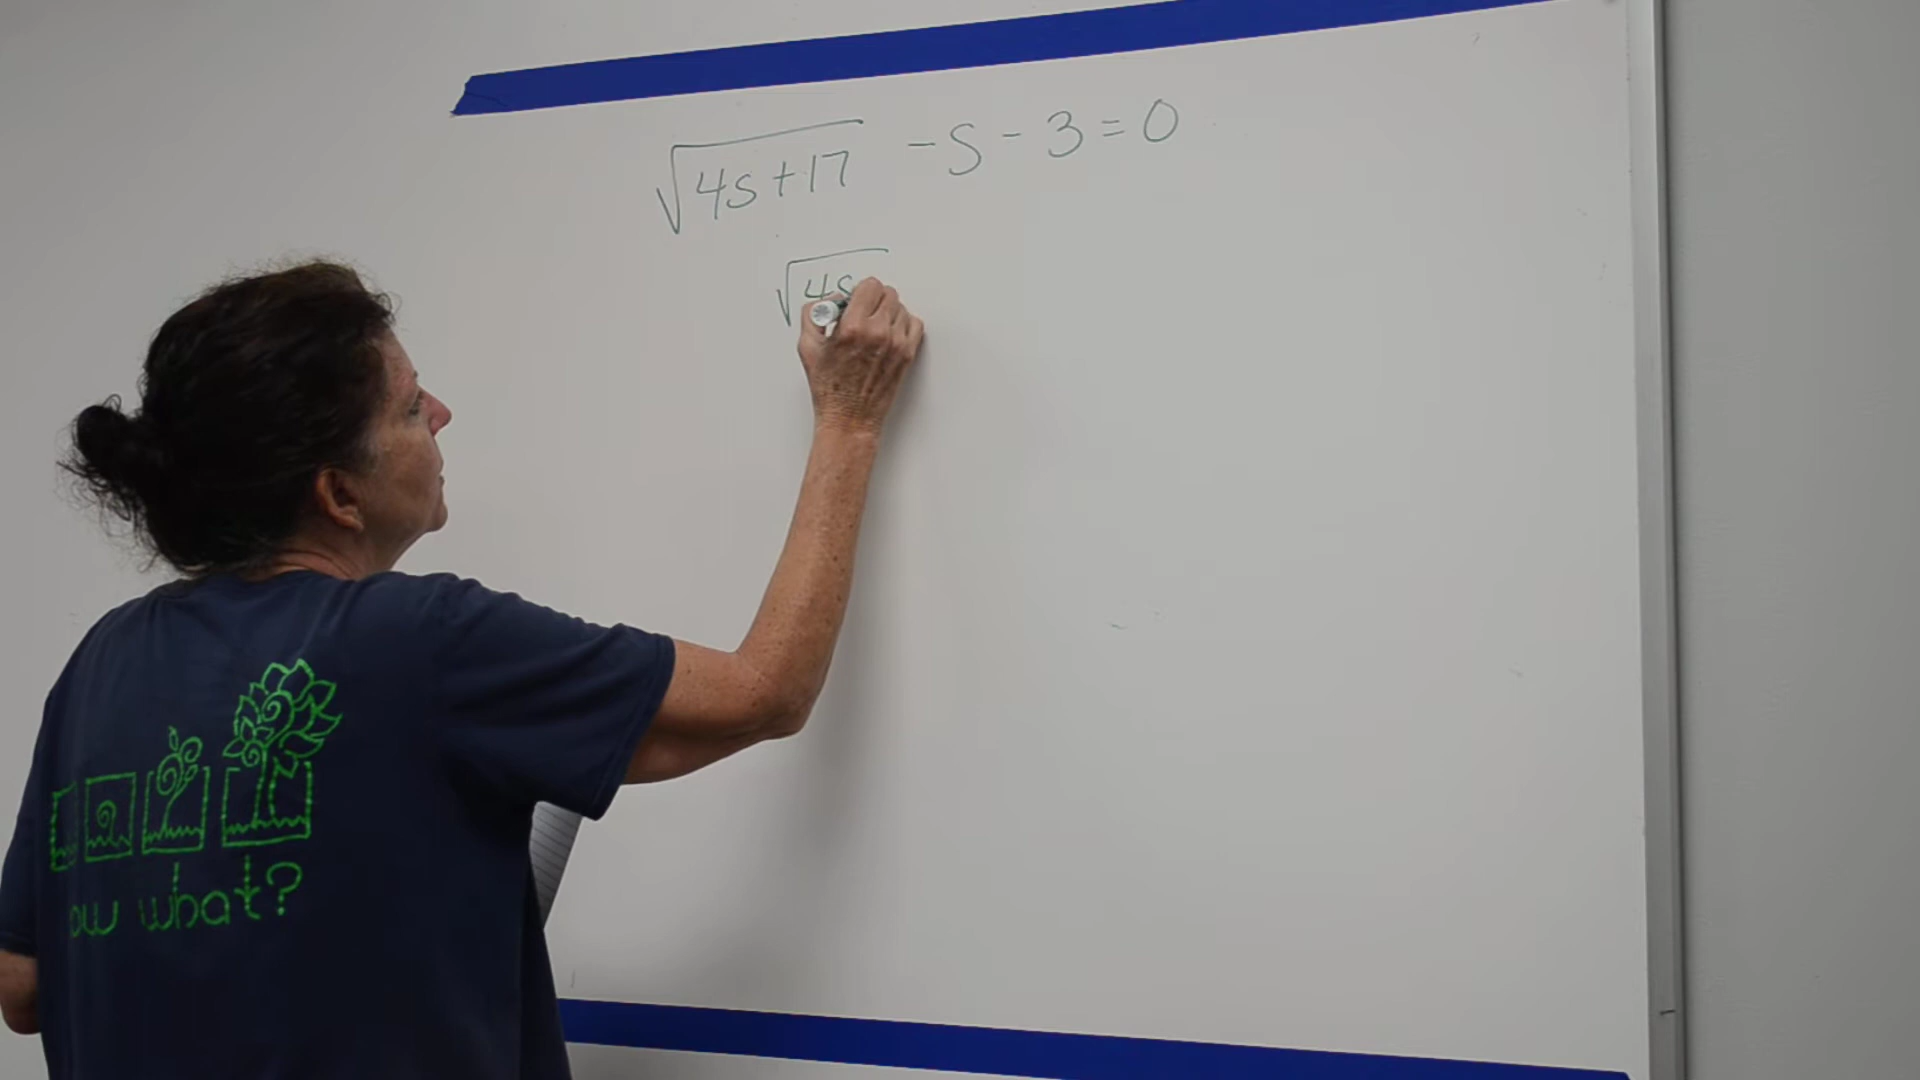 √4s+17 - s - 3 = 0
√4s
ow what?